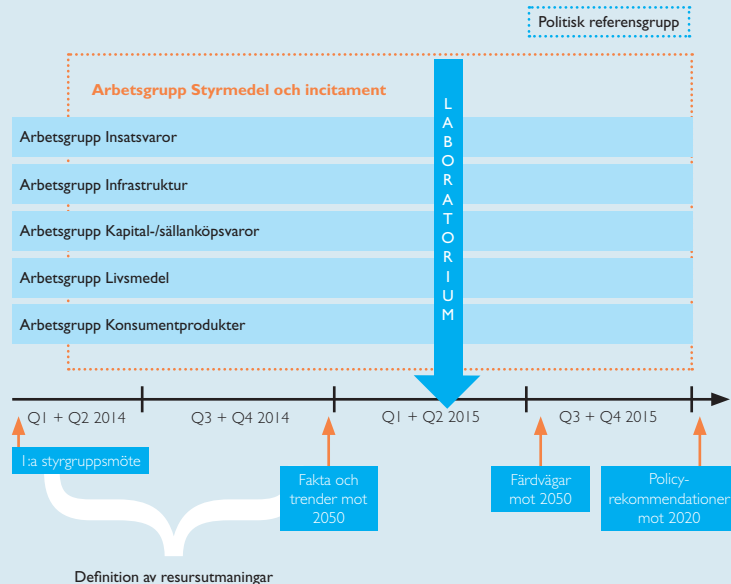 Politisk referensgrupp
Arbetsgrupp Styrmedel och incitament
LABORATORIUM
Arbetsgrupp Insatsvaror
Arbetsgrupp Infrastruktur
Arbetsgrupp Kapital-/sällanköpsvaror
Arbetsgrupp Livsmedel
Arbetsgrupp Konsumentprodukter
Q1 + Q2 2014
Q3 + Q4 2014
Q1 + Q2 2015
Q3 + Q4 2015
1:a styrgruppsmöte
Fakta och
trender mot
2050
Färdvägar
mot 2050
Policy-
rekommendationer
mot 2020
Definition av resursutmaningar